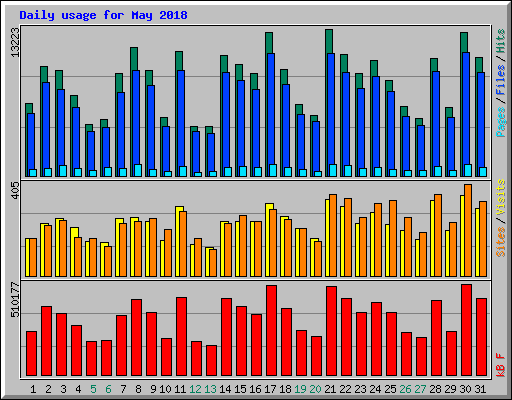 Daily usage for May 2018
13223
Pages / Files / Hits
405
Sites / Visits
510177
kB F
1 2 3 4 5 6 7 8 9 10 11 12 13 14 15 16 17 18 19 20 21 22 23 24 25 26 27 28 29 30 31